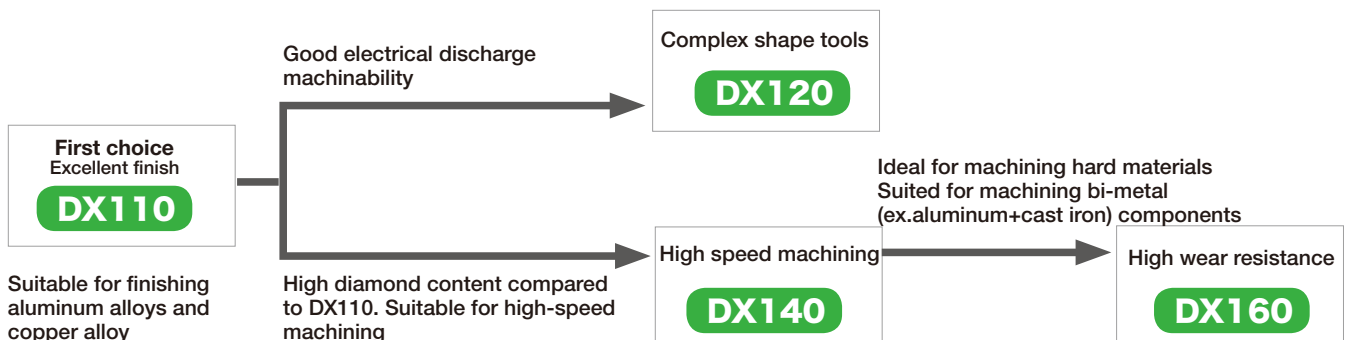 First choice
Excellent finish
DX110
Suitable for finishing
aluminum alloys and
copper alloy
Good electrical discharge
machinability
Complex shape tools
DX120
High diamond content compared
to DX110. Suitable for high-speed
machining
High speed machining
DX140
Ideal for machining hard materials
Suited for machining bi-metal
(ex.aluminum+cast iron) components
High wear resistance
DX160